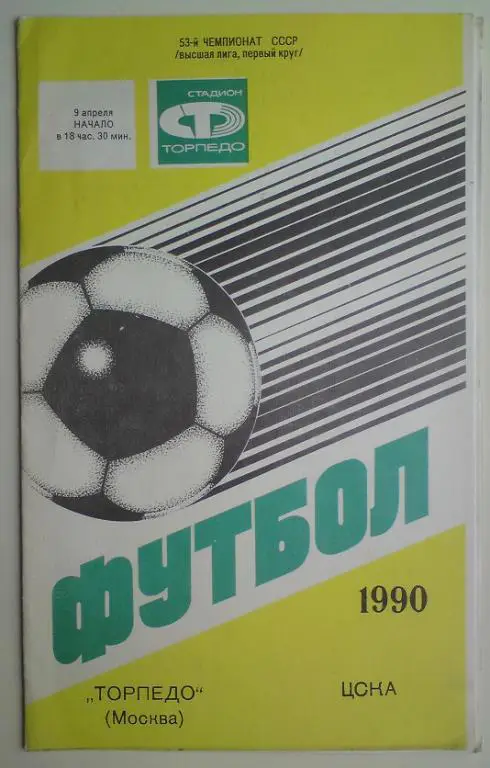 53-й ЧЕМПИОНАТ СССР
/высшая лига, первый круг/
9 апреля
НАЧАЛО
в 18 час. 30 мин.
СТАДИОН
ТОРПЕДО
ФУТБОЛ
1990
„ТОРПЕДО“
(Москва)
ЦСКА